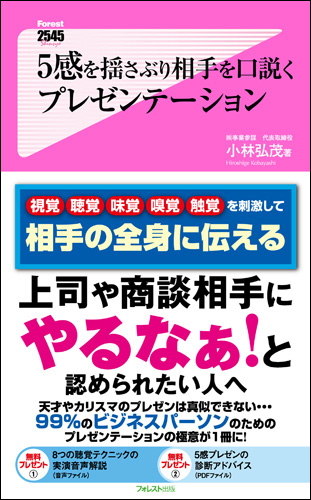 Forest
2545
Shinsyo
5感を揺さぶり相手を口説く
プレゼンテーション
㈱事業参謀 代表取締役
小林弘茂著
Hiroshige Kobayashi
視覚 聴覚 味覚 嗅覚 触覚 を刺激して
相手の全身に伝える
上司や商談相手に
やるなぁ!と
認められたい人へ
天才やカリスマのプレゼンは真似できない…
99%のビジネスパーソンのための
プレゼンテーションの極意が1冊に!
無料プレゼント① 8つの聴覚テクニックの実演音声解説(音声ファイル)
無料プレゼント② 5感プレゼンの診断アドバイス(PDFファイル)
フォレスト出版